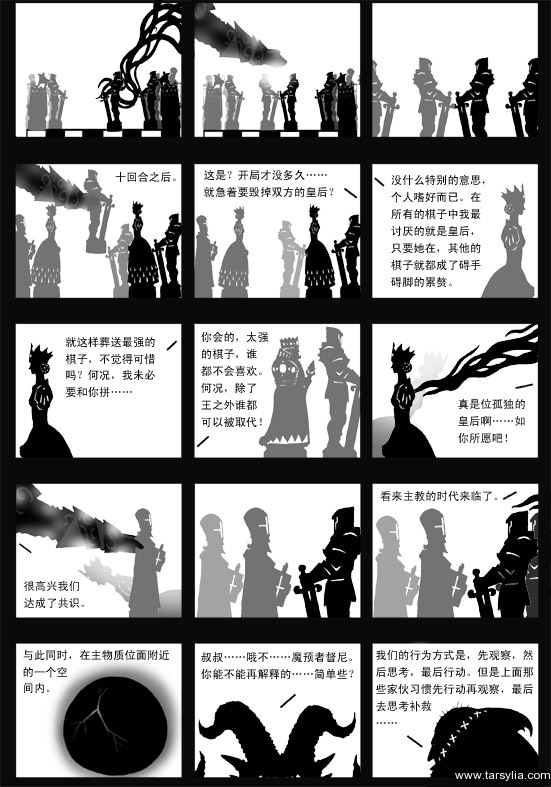 十回合之后。
这是？开局才没多久……
就急着要毁掉双方的皇后？
没什么特别的意思，
个人嗜好而已。在
所有的棋子中我最
讨厌的就是皇后，
只要她在，其他的
棋子就都成了碍手
碍脚的累赘。
就这样葬送最强的
棋子，不觉得可惜
吗？何况，我未必
要和你拼……
你会的，太强
的棋子，谁
都不会喜欢。
何况，除了
王之外谁都
可以被取代！
真是位孤独的
皇后啊……如
你所愿吧！
很高兴我们
达成了共识。
看来主教的时代来临了。
与此同时，在主物质位面附近
的一个空
间内。
叔叔……哦不……魔预者督尼。
你能不能再解释的……简单些？
我们的行为方式是，先观察，然
后思考，最后行动。但是上面那
些家伙习惯先行动再观察，最后
去思考补救
……
www.tarsylia.com